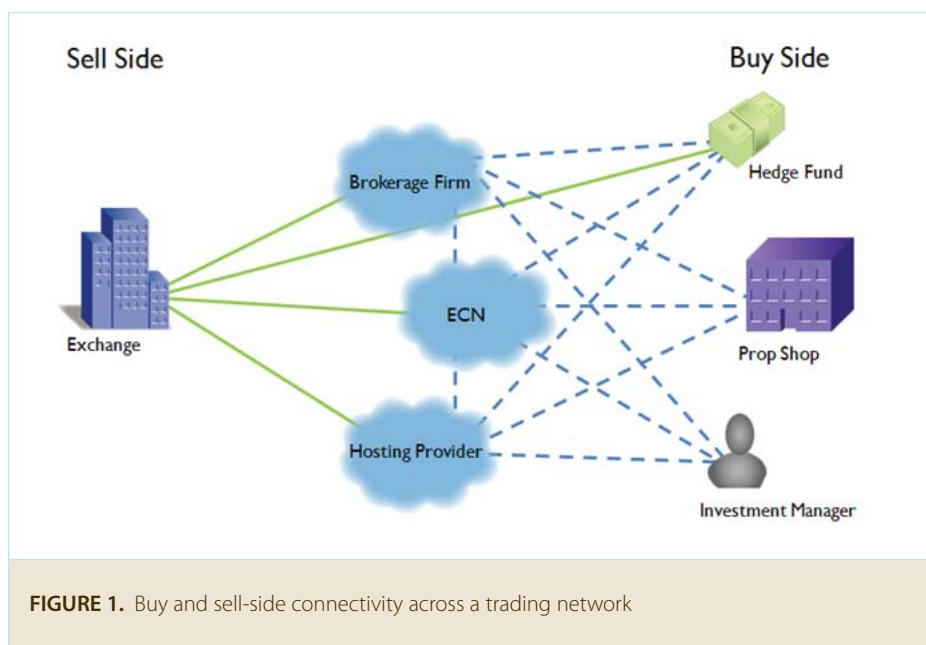 Sell Side
Buy Side
Brokerage Firm
Hedge Fund
ECN
Exchange
Prop Shop
Hosting Provider
Investment Manager
FIGURE 1. Buy and sell-side connectivity across a trading network